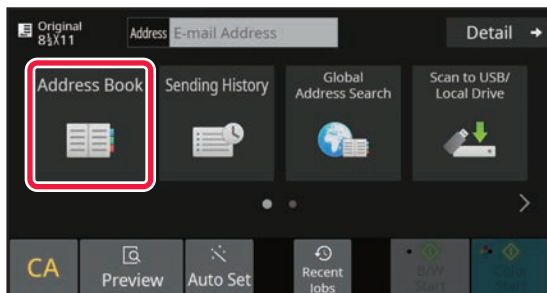 Original
8½X11
Address E-mail Address
Detail
Address Book
Sending History
Global
Address Search
Scan to USB/
Local Drive
CA
Preview
Auto Set
Recent
Jobs
B/W
Start
Color
Start